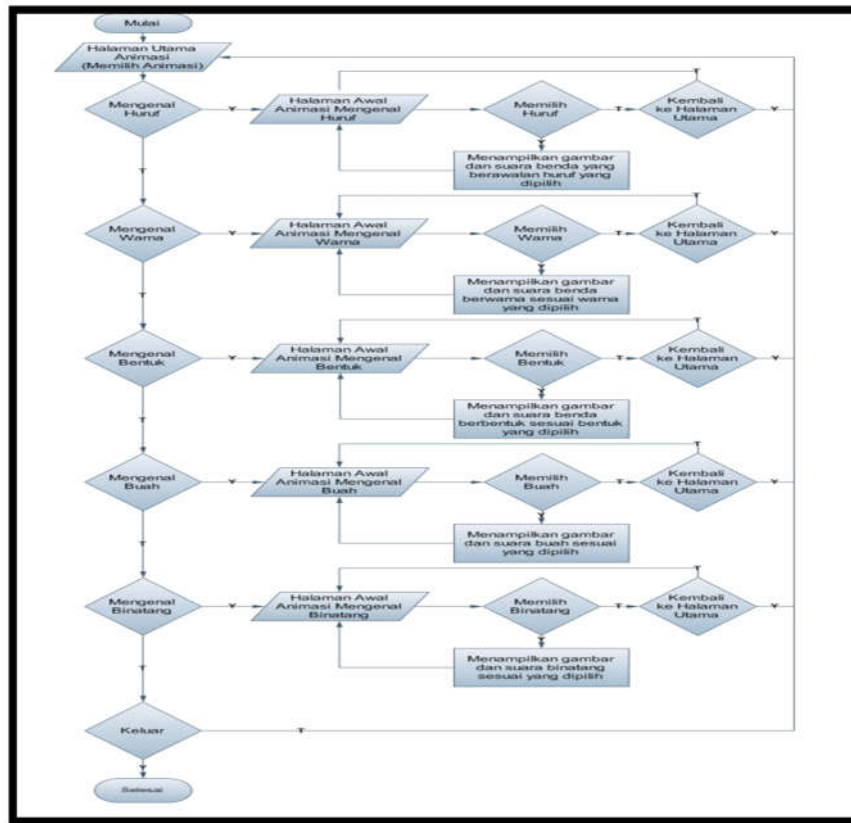 Mulai
Halaman Utama
Animasi
(Memilih Animasi)
T
Mengenal
Huruf
Y
Halaman Awal
Animasi Mengenal
Huruf
Memilih
Huruf
T
Kembali
ke Halaman
Utama
Y
Y
Menampilkan gambar
dan suara benda yang
berawalan huruf yang
dipilih
T
T
Mengenal
Warna
Y
Halaman Awal
Animasi Mengenal
Warna
Memilih
Warna
T
Kembali
ke Halaman
Utama
Y
Y
Menampilkan gambar
dan suara benda
berwarna sesuai warna
yang dipilih
T
T
Mengenal
Bentuk
Y
Halaman Awal
Animasi Mengenal
Bentuk
Memilih
Bentuk
T
Kembali
ke Halaman
Utama
Y
Y
Menampilkan gambar
dan suara benda
berbentuk sesuai bentuk
yang dipilih
T
T
Mengenal
Buah
Y
Halaman Awal
Animasi Mengenal
Buah
Memilih
Buah
T
Kembali
ke Halaman
Utama
Y
Y
Menampilkan gambar
dan suara buah sesuai
yang dipilih
T
T
Mengenal
Binatang
Y
Halaman Awal
Animasi Mengenal
Binatang
Memilih
Binatang
T
Kembali
ke Halaman
Utama
Y
Y
Menampilkan gambar
dan suara binatang
sesuai yang dipilih
T
Keluar
T
Y
Selesai